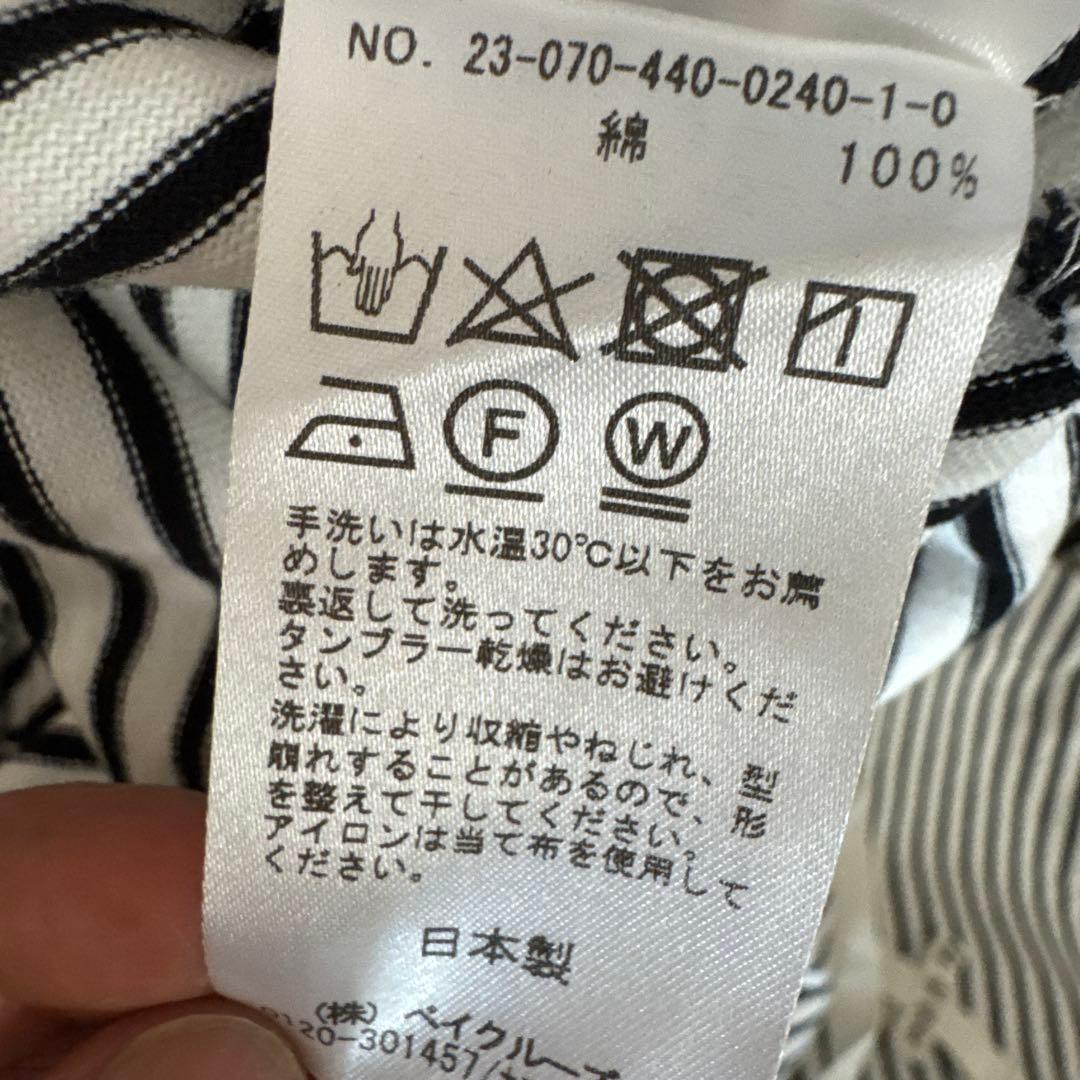 NO. 23-070-440-0240-1-0
綿 100%
F W
手洗いは水温30℃以下をお薦
めします。
裏返して洗ってください。
タンブラー乾燥はお避けくだ
さい。
洗濯により収縮やねじれ、型
崩れすることがあるので、形
を整えて干してください。
アイロンは当て布を使用して
ください。
日本製
(株) ベイクルーズ
0120-301457